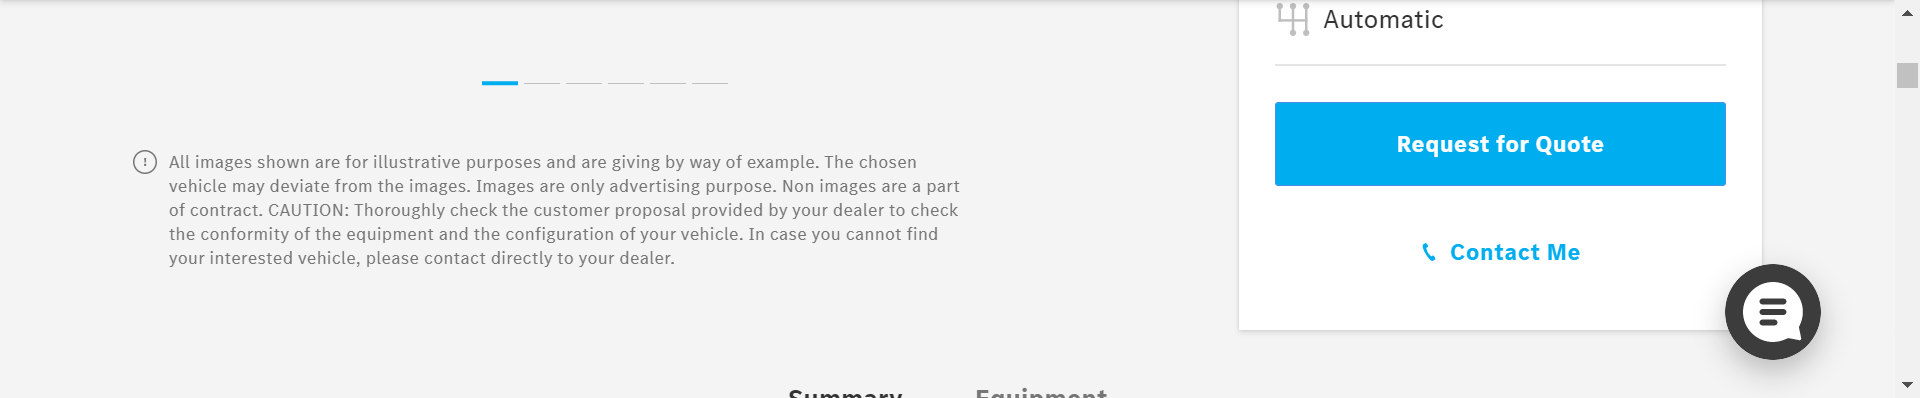 Automatic
All images shown are for illustrative purposes and are giving by way of example. The chosen
vehicle may deviate from the images. Images are only advertising purpose. Non images are a part
of contract. CAUTION: Thoroughly check the customer proposal provided by your dealer to check
the conformity of the equipment and the configuration of your vehicle. In case you cannot find
your interested vehicle, please contact directly to your dealer.
Request for Quote
Contact Me
Summary Equipment